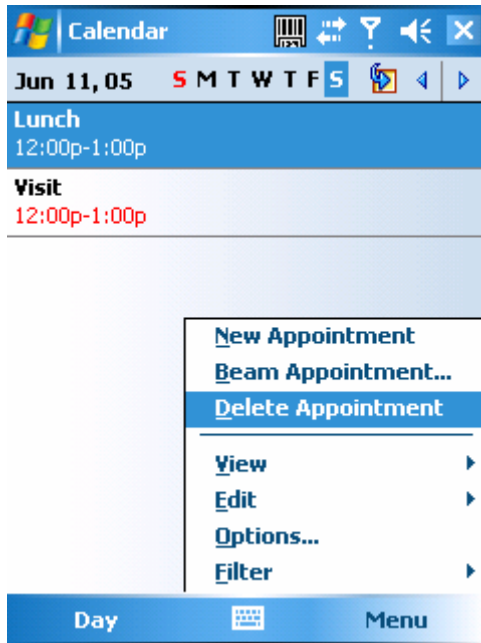 Calendar
Jun 11, 05 S M T W T F S
Lunch
12:00p-1:00p
Visit
12:00p-1:00p
New Appointment
Beam Appointment...
Delete Appointment
View
Edit
Options...
Filter
Day Menu